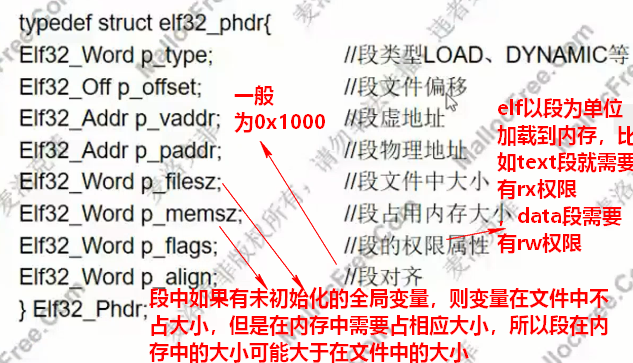 typedef struct elf32_phdr{
Elf32_Word p_type; //段类型LOAD、DYNAMIC等
Elf32_Off p_offset; //段文件偏移
Elf32_Addr p_vaddr; //段虚地址
Elf32_Addr p_paddr; //段物理地址
Elf32_Word p_filesz; //段文件中大小
Elf32_Word p_memsz; //段占用内存大小
Elf32_Word p_flags; //段的权限属性
Elf32_Word p_align; //段对齐
} Elf32_Phdr;
一般
为0x1000
elf以段为单位
加载到内存，比
如text段就需要
有rx权限
data段需要
有rw权限
段中如果有未初始化的全局变量，则变量在文件中不
占大小，但是在内存中需要占相应大小，所以段在内
存中的大小可能大于在文件中的大小
MallocFree.Com